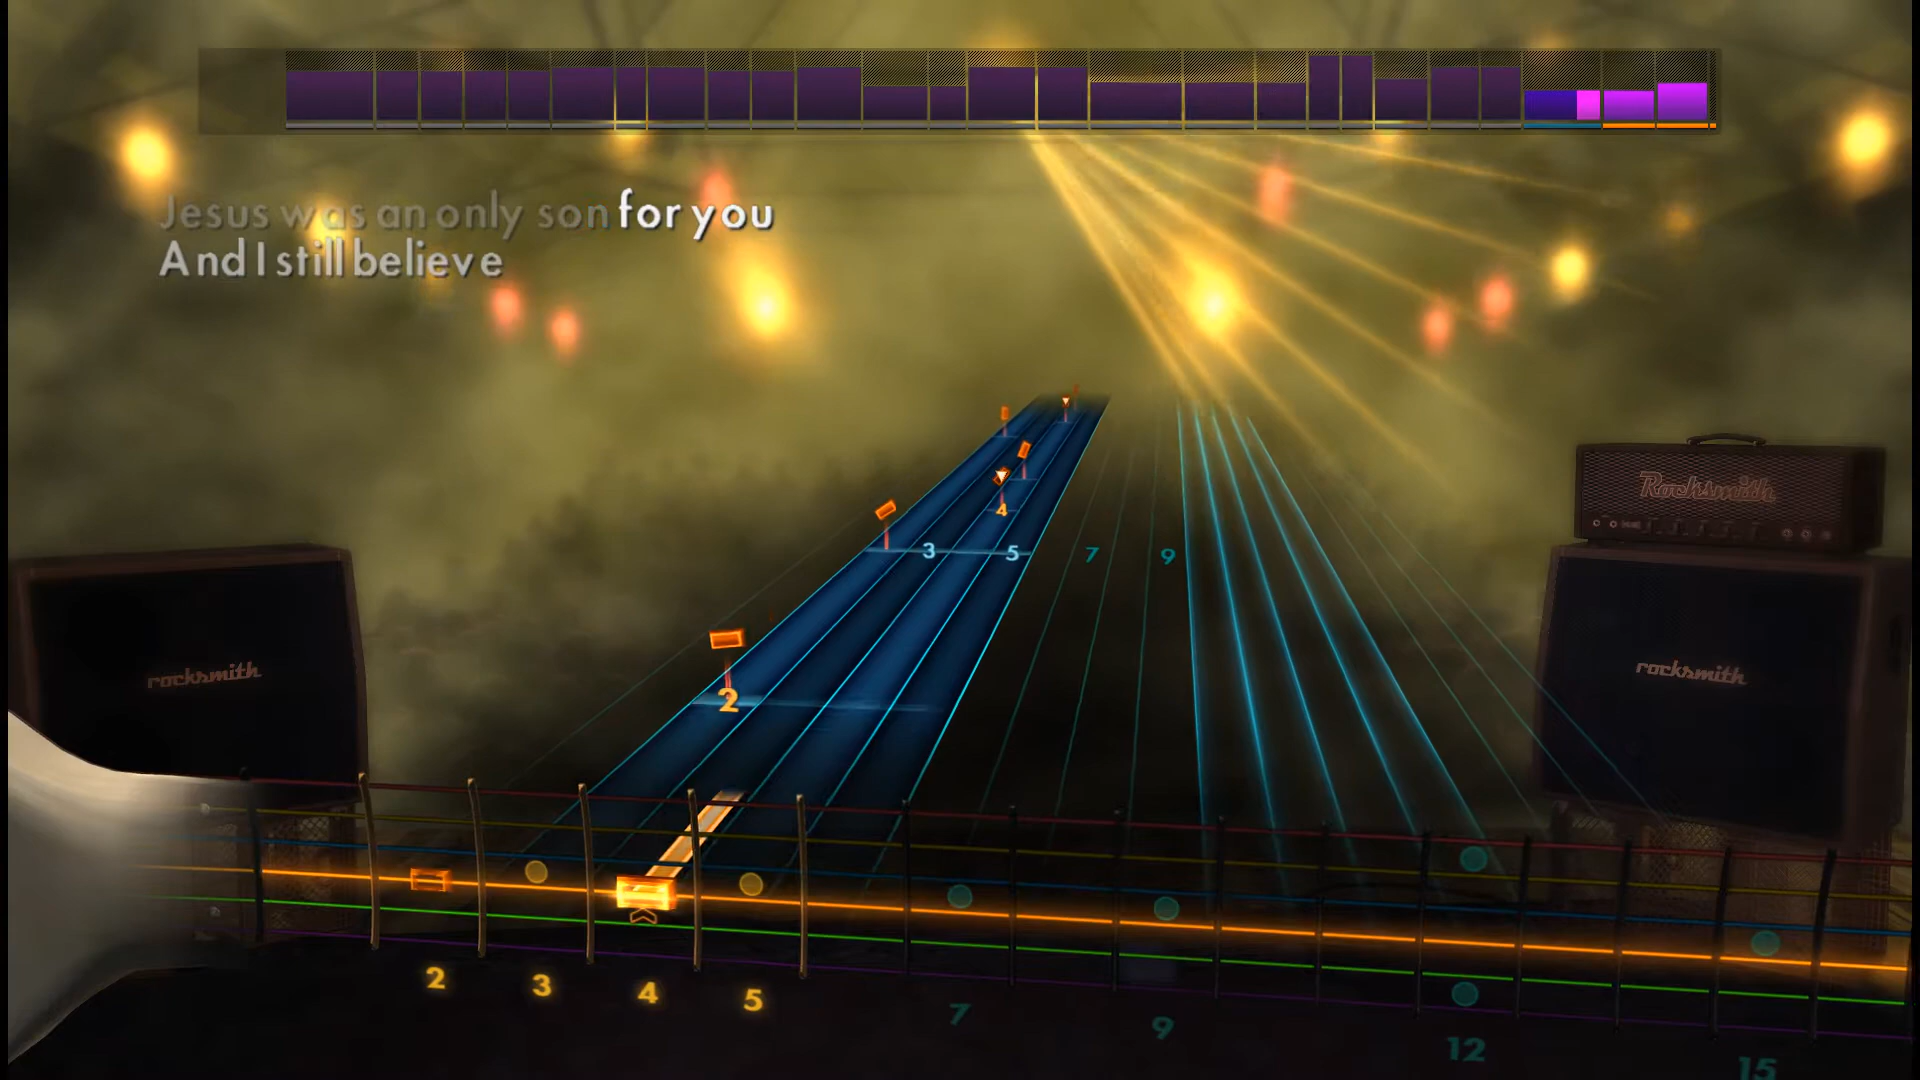 Jesus was an only son for you
And I still believe
Rocksmith
4
3 5 7 9
rocksmith
rocksmith
2
2 3 4 5 7 9 12 15